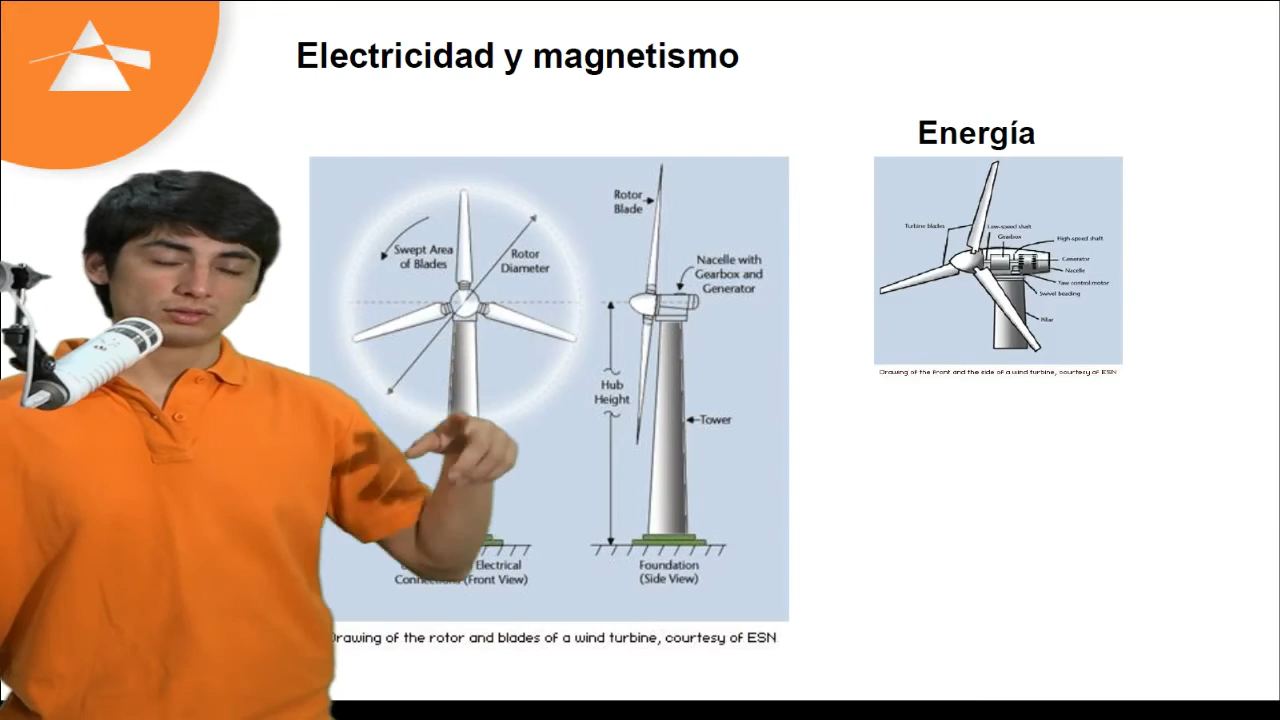 Electricidad y magnetismo
Energía
Swept Area
of Blades
Rotor
Diameter
Rotor
Blade
Nacelle with
Gearbox and
Generator
Hub
Height
Tower
Electrical
(Front View)
Foundation
(Side View)
Drawing of the rotor and blades of a wind turbine, courtesy of ESN
Turbine blades
Low-speed shaft
Gearbox
High-speed shaft
Generator
Nacelle
Yaw control motor
Pillar
Drawing of the front and the side of a wind turbine, courtesy of ESN